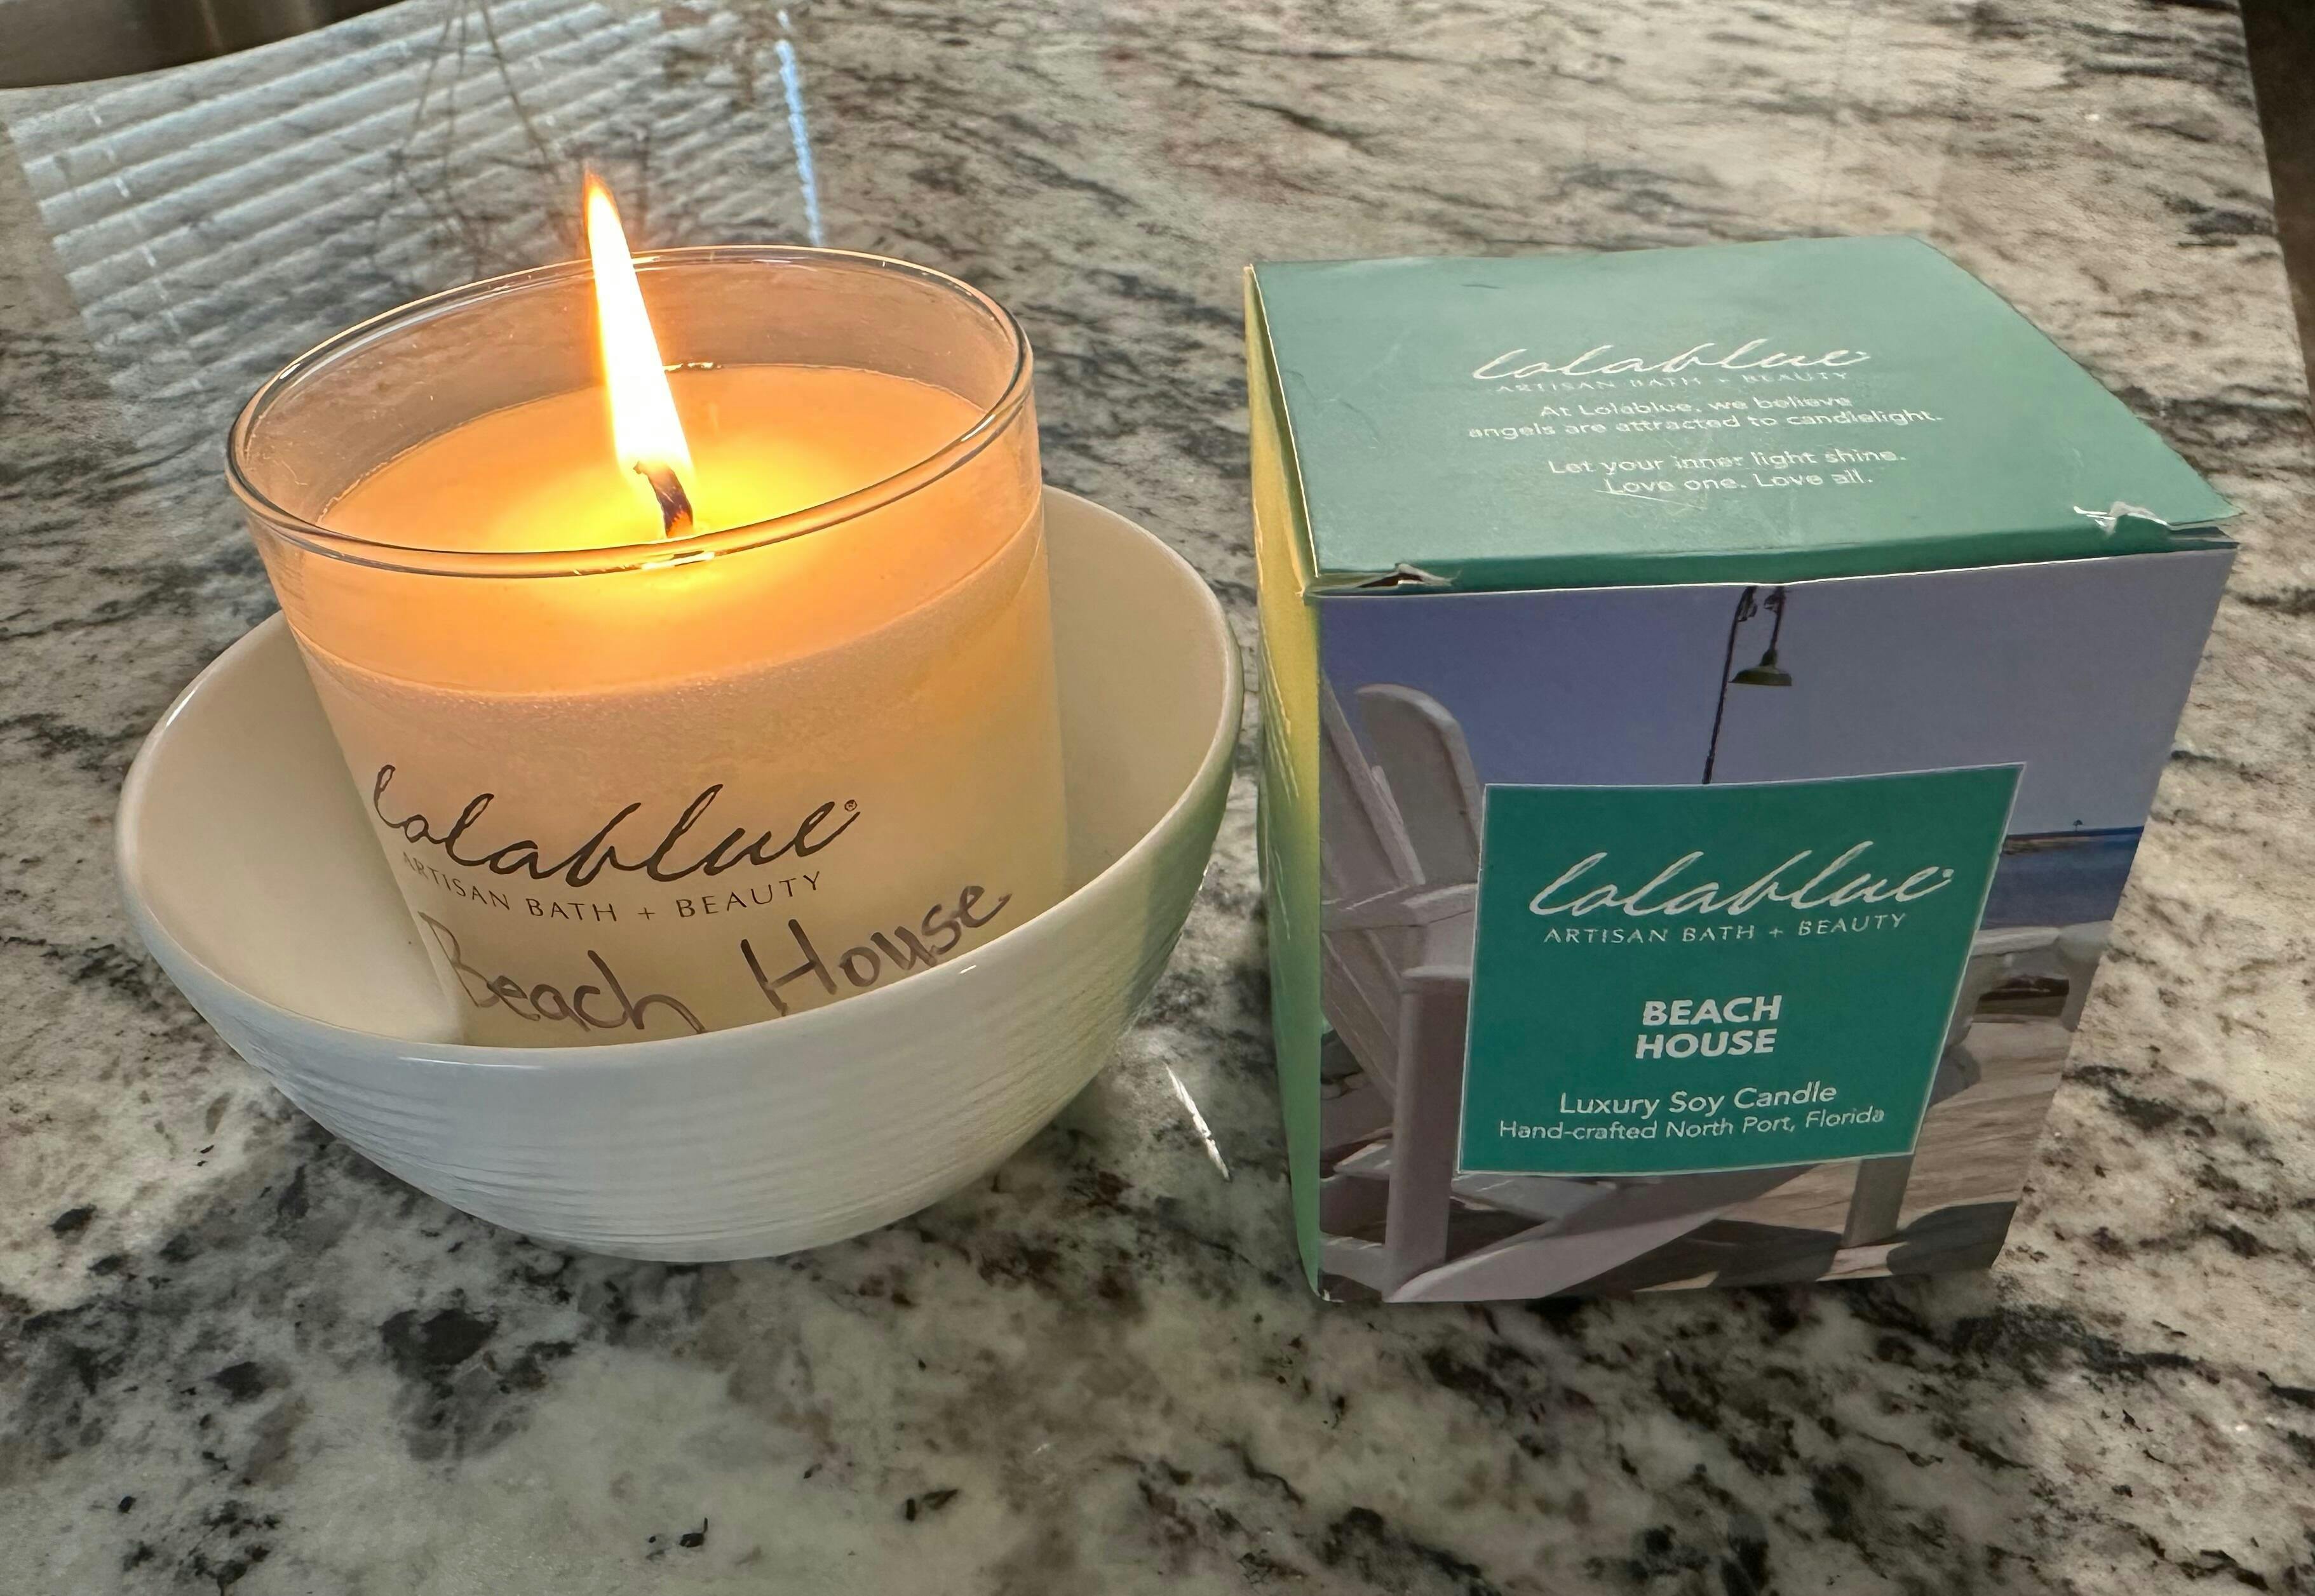 lolablue®
ARTISAN BATH + BEAUTY
Beach House
lolablue
ARTISAN BATH + BEAUTY
At Lolablue, we believe
angels are attracted to candlelight.
Let your inner light shine.
Love one. Love all.
lolablue
ARTISAN BATH + BEAUTY
BEACH
HOUSE
Luxury Soy Candle
Hand-crafted North Port, Florida